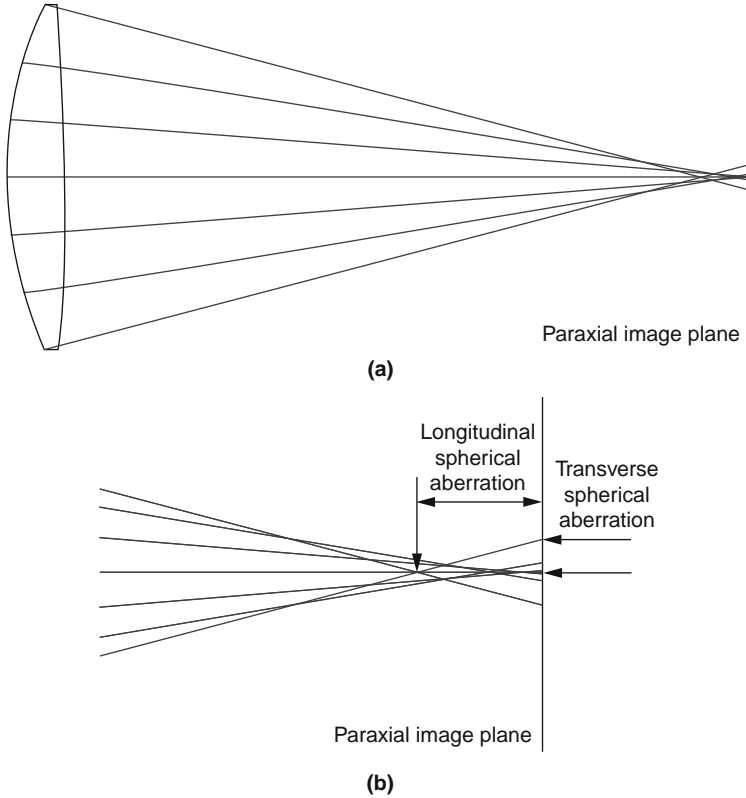 Paraxial image plane
(a)
Longitudinal
spherical
aberration
Transverse
spherical
aberration
Paraxial image plane
(b)